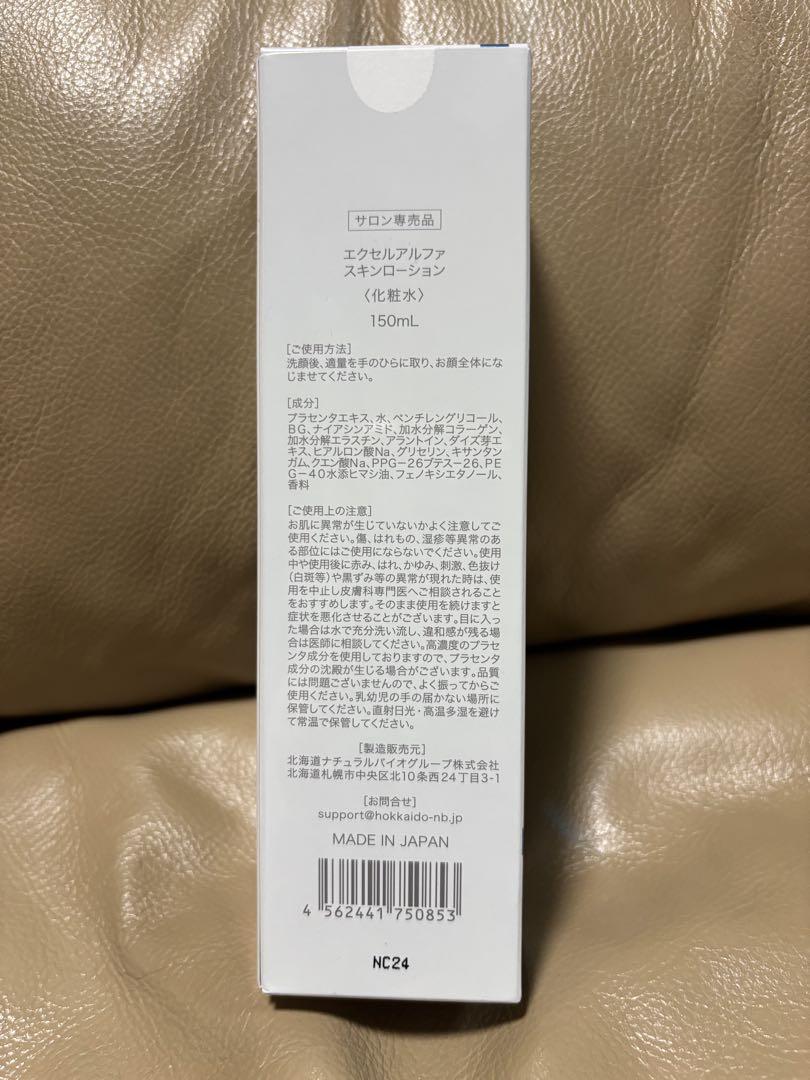 サロン専売品
エクセルアルファ
スキンローション
〈化粧水〉
150mL
[ご使用方法]
洗顔後、適量を手のひらに取り、お顔全体にな
じませてください。
[成分]
プラセンタエキス、水、ペンチレングリコール、
BG、ナイアシンアミド、加水分解コラーゲン、
加水分解エラスチン、アラントイン、ダイズ芽エ
キス、ヒアルロン酸Na、グリセリン、キサンタン
ガム、クエン酸Na、PPG－26ブテス－26、PE
G－40水添ヒマシ油、フェノキシエタノール、
香料
[ご使用上の注意]
お肌に異常が生じていないかよく注意してご
使用ください。傷、はれもの、湿疹等異常のあ
る部位にはご使用にならないでください。使用
中や使用後に赤み、はれ、かゆみ、刺激、色抜け
（白斑等）や黒ずみ等の異常が現れた時は、使
用を中止し皮膚科専門医へご相談されること
をおすすめします。そのまま使用を続けますと
症状を悪化させることがございます。目に入っ
た場合は水で充分洗い流し、違和感が残る場
合は医師に相談してください。高濃度のプラセ
ンタ成分を使用しておりますので、プラセンタ
成分の沈殿が生じる場合がございます。品質
には問題ございませんので、よく振ってからご
使用ください。乳幼児の手の届かない場所に
保管してください。直射日光・高温多湿を避け
て常温で保管してください。
[製造販売元]
北海道ナチュラルバイオグループ株式会社
北海道札幌市中央区北10条西24丁目3-1
[お問合せ]
support@hokkaido-nb.jp
MADE IN JAPAN
4 562441 750853
NC24